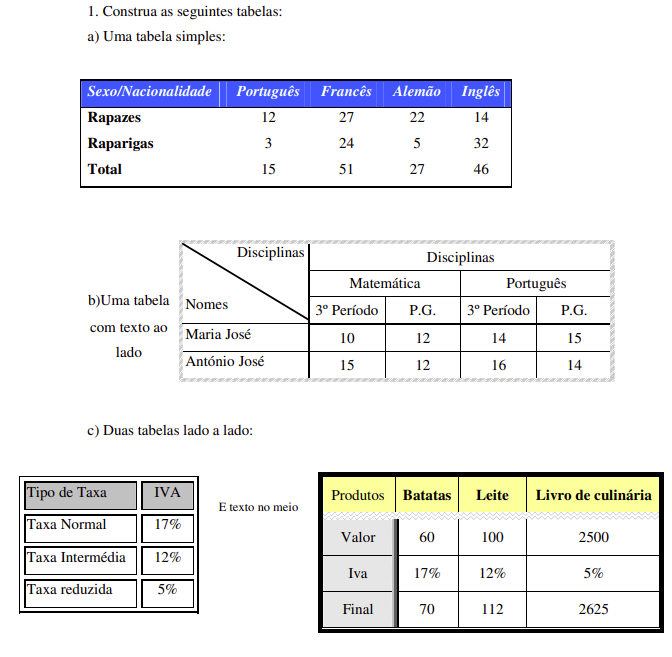 1. Construa as seguintes tabelas:
a) Uma tabela simples:
Sexo/Nacionalidade Português Francês Alemão Inglês
Rapazes 12 27 22 14
Raparigas 3 24 5 32
Total 15 51 27 46
b)Uma tabela
com texto ao
lado
Disciplinas Disciplinas
Matemática Português
Nomes 3º Período P.G. 3º Período P.G.
Maria José 10 12 14 15
António José 15 12 16 14
c) Duas tabelas lado a lado:
Tipo de Taxa IVA
Taxa Normal 17%
Taxa Intermédia 12%
Taxa reduzida 5%
E texto no meio
Produtos Batatas Leite Livro de culinária
Valor 60 100 2500
Iva 17% 12% 5%
Final 70 112 2625